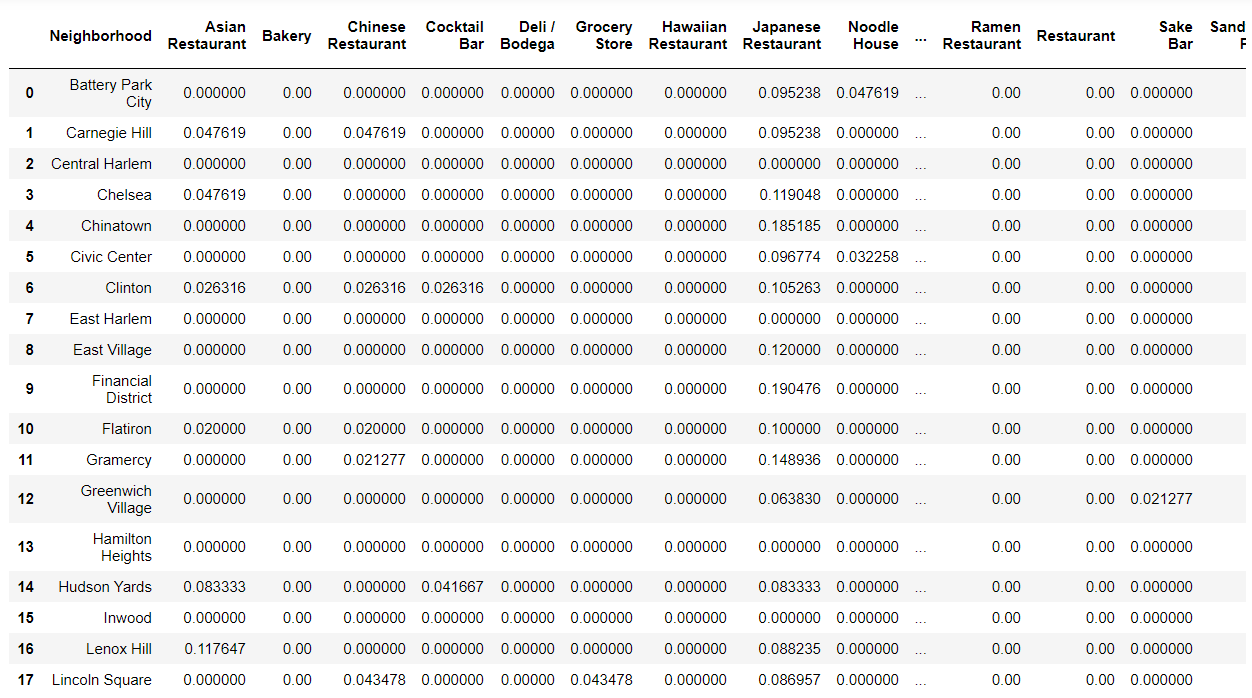 Neighborhood Asian Restaurant Bakery Chinese Restaurant Cocktail Bar Deli / Bodega Grocery Store Hawaiian Restaurant Japanese Restaurant Noodle House ... Ramen Restaurant Restaurant Sake Bar Sand
0 Battery Park City 0.000000 0.00 0.000000 0.000000 0.00000 0.000000 0.000000 0.095238 0.047619 ... 0.00 0.00 0.000000
1 Carnegie Hill 0.047619 0.00 0.047619 0.000000 0.00000 0.000000 0.000000 0.095238 0.000000 ... 0.00 0.00 0.000000
2 Central Harlem 0.000000 0.00 0.000000 0.000000 0.00000 0.000000 0.000000 0.000000 0.000000 ... 0.00 0.00 0.000000
3 Chelsea 0.047619 0.00 0.000000 0.000000 0.00000 0.000000 0.000000 0.119048 0.000000 ... 0.00 0.00 0.000000
4 Chinatown 0.000000 0.00 0.000000 0.000000 0.00000 0.000000 0.000000 0.185185 0.000000 ... 0.00 0.00 0.000000
5 Civic Center 0.000000 0.00 0.000000 0.000000 0.00000 0.000000 0.000000 0.096774 0.032258 ... 0.00 0.00 0.000000
6 Clinton 0.026316 0.00 0.026316 0.026316 0.00000 0.000000 0.000000 0.105263 0.000000 ... 0.00 0.00 0.000000
7 East Harlem 0.000000 0.00 0.000000 0.000000 0.00000 0.000000 0.000000 0.000000 0.000000 ... 0.00 0.00 0.000000
8 East Village 0.000000 0.00 0.000000 0.000000 0.00000 0.000000 0.000000 0.120000 0.000000 ... 0.00 0.00 0.000000
9 Financial District 0.000000 0.00 0.000000 0.000000 0.00000 0.000000 0.000000 0.190476 0.000000 ... 0.00 0.00 0.000000
10 Flatiron 0.020000 0.00 0.020000 0.000000 0.00000 0.000000 0.000000 0.100000 0.000000 ... 0.00 0.00 0.000000
11 Gramercy 0.000000 0.00 0.021277 0.000000 0.00000 0.000000 0.000000 0.148936 0.000000 ... 0.00 0.00 0.000000
12 Greenwich Village 0.000000 0.00 0.000000 0.000000 0.00000 0.000000 0.000000 0.063830 0.000000 ... 0.00 0.00 0.021277
13 Hamilton Heights 0.000000 0.00 0.000000 0.000000 0.00000 0.000000 0.000000 0.000000 0.000000 ... 0.00 0.00 0.000000
14 Hudson Yards 0.083333 0.00 0.000000 0.041667 0.00000 0.000000 0.000000 0.083333 0.000000 ... 0.00 0.00 0.000000
15 Inwood 0.000000 0.00 0.000000 0.000000 0.00000 0.000000 0.000000 0.000000 0.000000 ... 0.00 0.00 0.000000
16 Lenox Hill 0.117647 0.00 0.000000 0.000000 0.00000 0.000000 0.000000 0.088235 0.000000 ... 0.00 0.00 0.000000
17 Lincoln Square 0.000000 0.00 0.043478 0.000000 0.00000 0.043478 0.000000 0.086957 0.000000 ... 0.00 0.00 0.000000